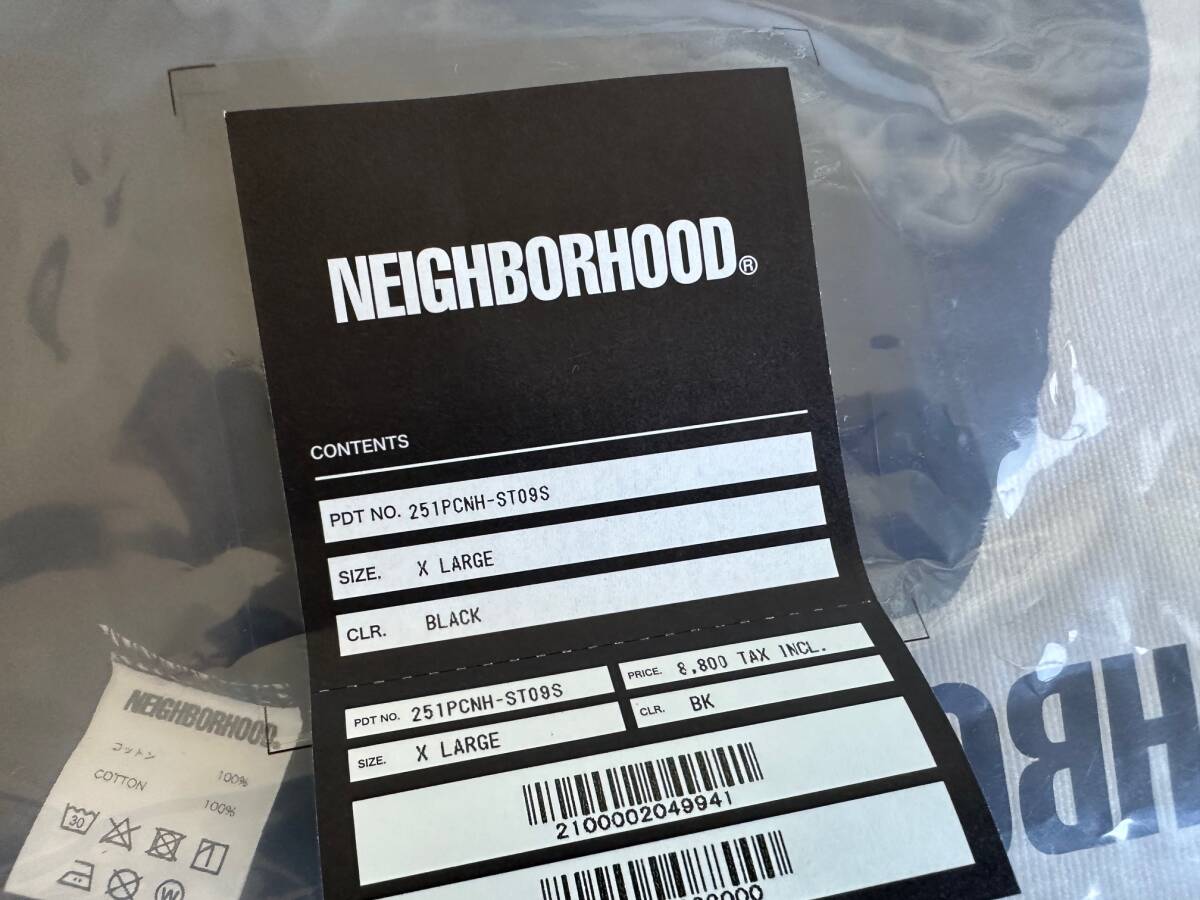 NEIGHBORHOOD®
CONTENTS
PDT NO. 251PCNH-ST09S
SIZE. X LARGE
CLR. BLACK
PDT NO. 251PCNH-ST09S
PRICE. 8,800 TAX INCL.
SIZE. X LARGE
CLR. BK
2100002049941
NEIGHBORHOOD
コットン 100%
COTTON 100%
30
W
HBO